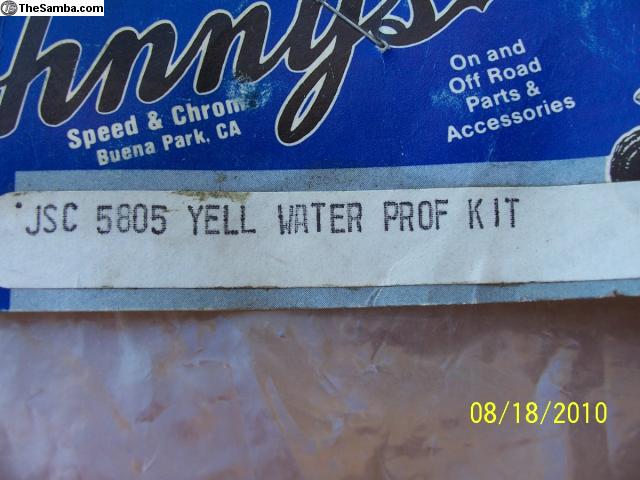 TheSamba.com
Speed & Chrom
Buena Park, CA
On and
Off Road
Parts &
Accessories
JSC 5805 YELL WATER PROF KIT
08/18/2010